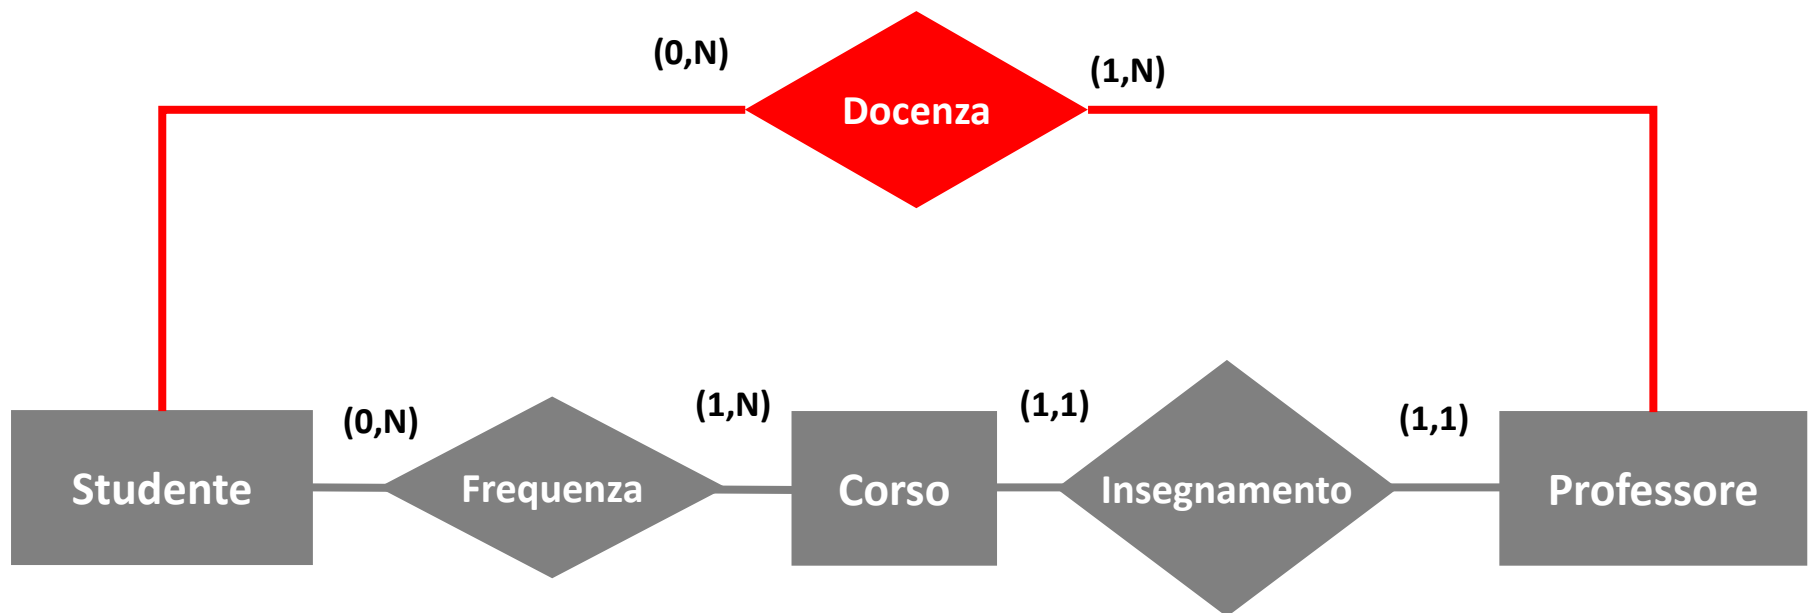 (0,N)
(1,N)
Docenza
(0,N)
(1,N)
(1,1)
(1,1)
Studente
Frequenza
Corso
Insegnamento
Professore